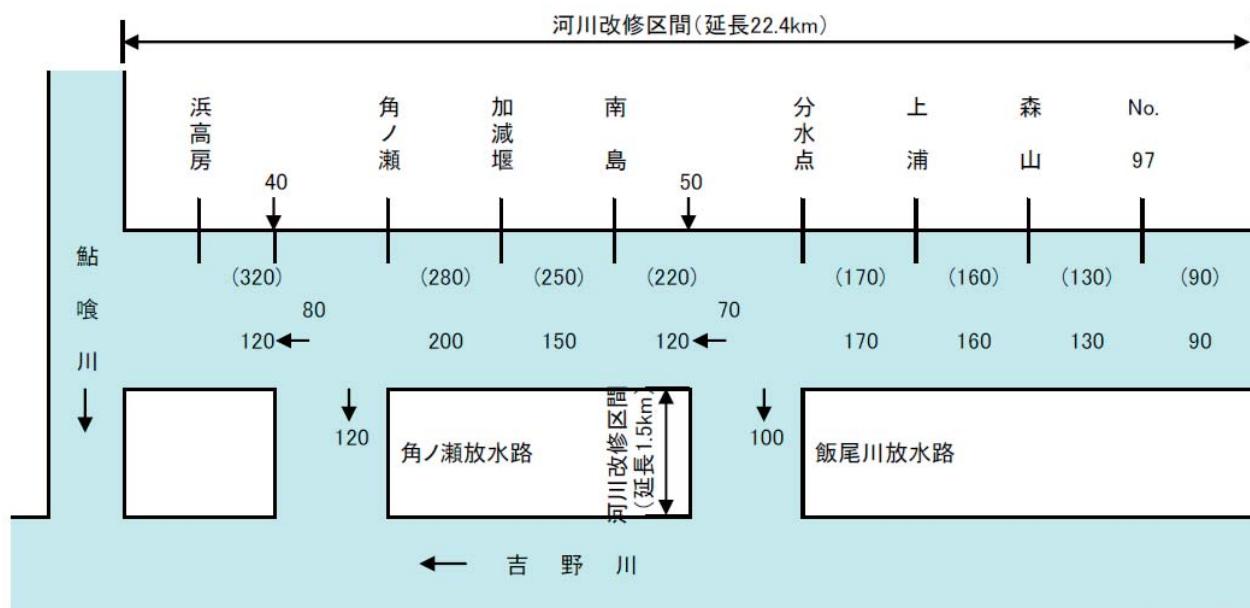 河川改修区間(延長22.4km)
浜高房
角ノ瀬
加減堰
南島
分水点
上浦
森山
No.97
40
50
鮎喰川
(320)
(280)
(250)
(220)
(170)
(160)
(130)
(90)
80
70
120
200
150
120
170
160
130
90
120
角ノ瀬放水路
河川改修区間
(延長1.5km)
100
飯尾川放水路
吉野川